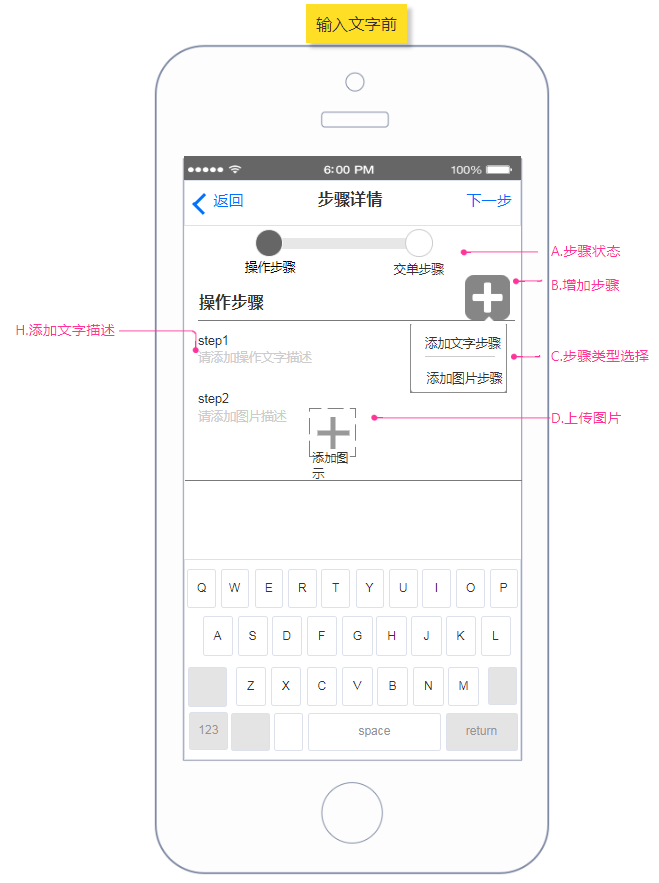 输入文字前
6:00 PM
100%
返回
步骤详情
下一步
操作步骤
交单步骤
A.步骤状态
B.增加步骤
操作步骤
H.添加文字描述
step1
请添加操作文字描述
添加文字步骤
C.步骤类型选择
添加图片步骤
step2
请添加图片描述
D.上传图片
添加图
示
Q W E R T Y U I O P
A S D F G H J K L
Z X C V B N M
123 space return